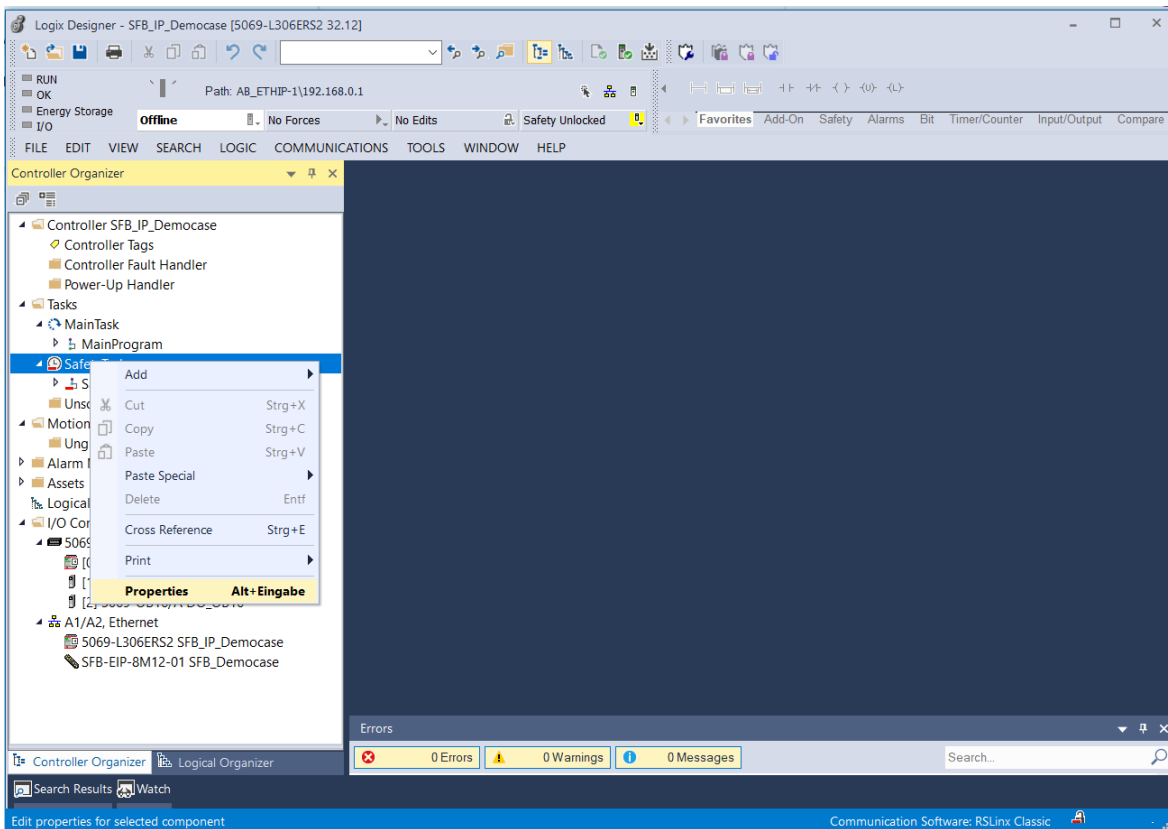 Logix Designer - SFB_IP_Democase [5069-L306ERS2 32.12]
RUN
OK
Energy Storage
I/O
Path: AB_ETHIP-1\192.168.0.1
Offline No Forces No Edits Safety Unlocked
Favorites Add-On Safety Alarms Bit Timer/Counter Input/Output Compare
FILE EDIT VIEW SEARCH LOGIC COMMUNICATIONS TOOLS WINDOW HELP
Controller Organizer
Controller SFB_IP_Democase
Controller Tags
Controller Fault Handler
Power-Up Handler
Tasks
MainTask
MainProgram
Add
Cut Strg+X
Copy Strg+C
Paste Strg+V
Paste Special
Delete Entf
Cross Reference Strg+E
Print
Properties Alt+Eingabe
Motion
Ung
Assets
Logical
I/O Cor
5069
A1/A2, Ethernet
5069-L306ERS2 SFB_IP_Democase
SFB-EIP-8M12-01 SFB_Democase
Errors
0 Errors 0 Warnings 0 Messages Search...
Controller Organizer Logical Organizer
Search Results Watch
Edit properties for selected component Communication Software: RSLinx Classic